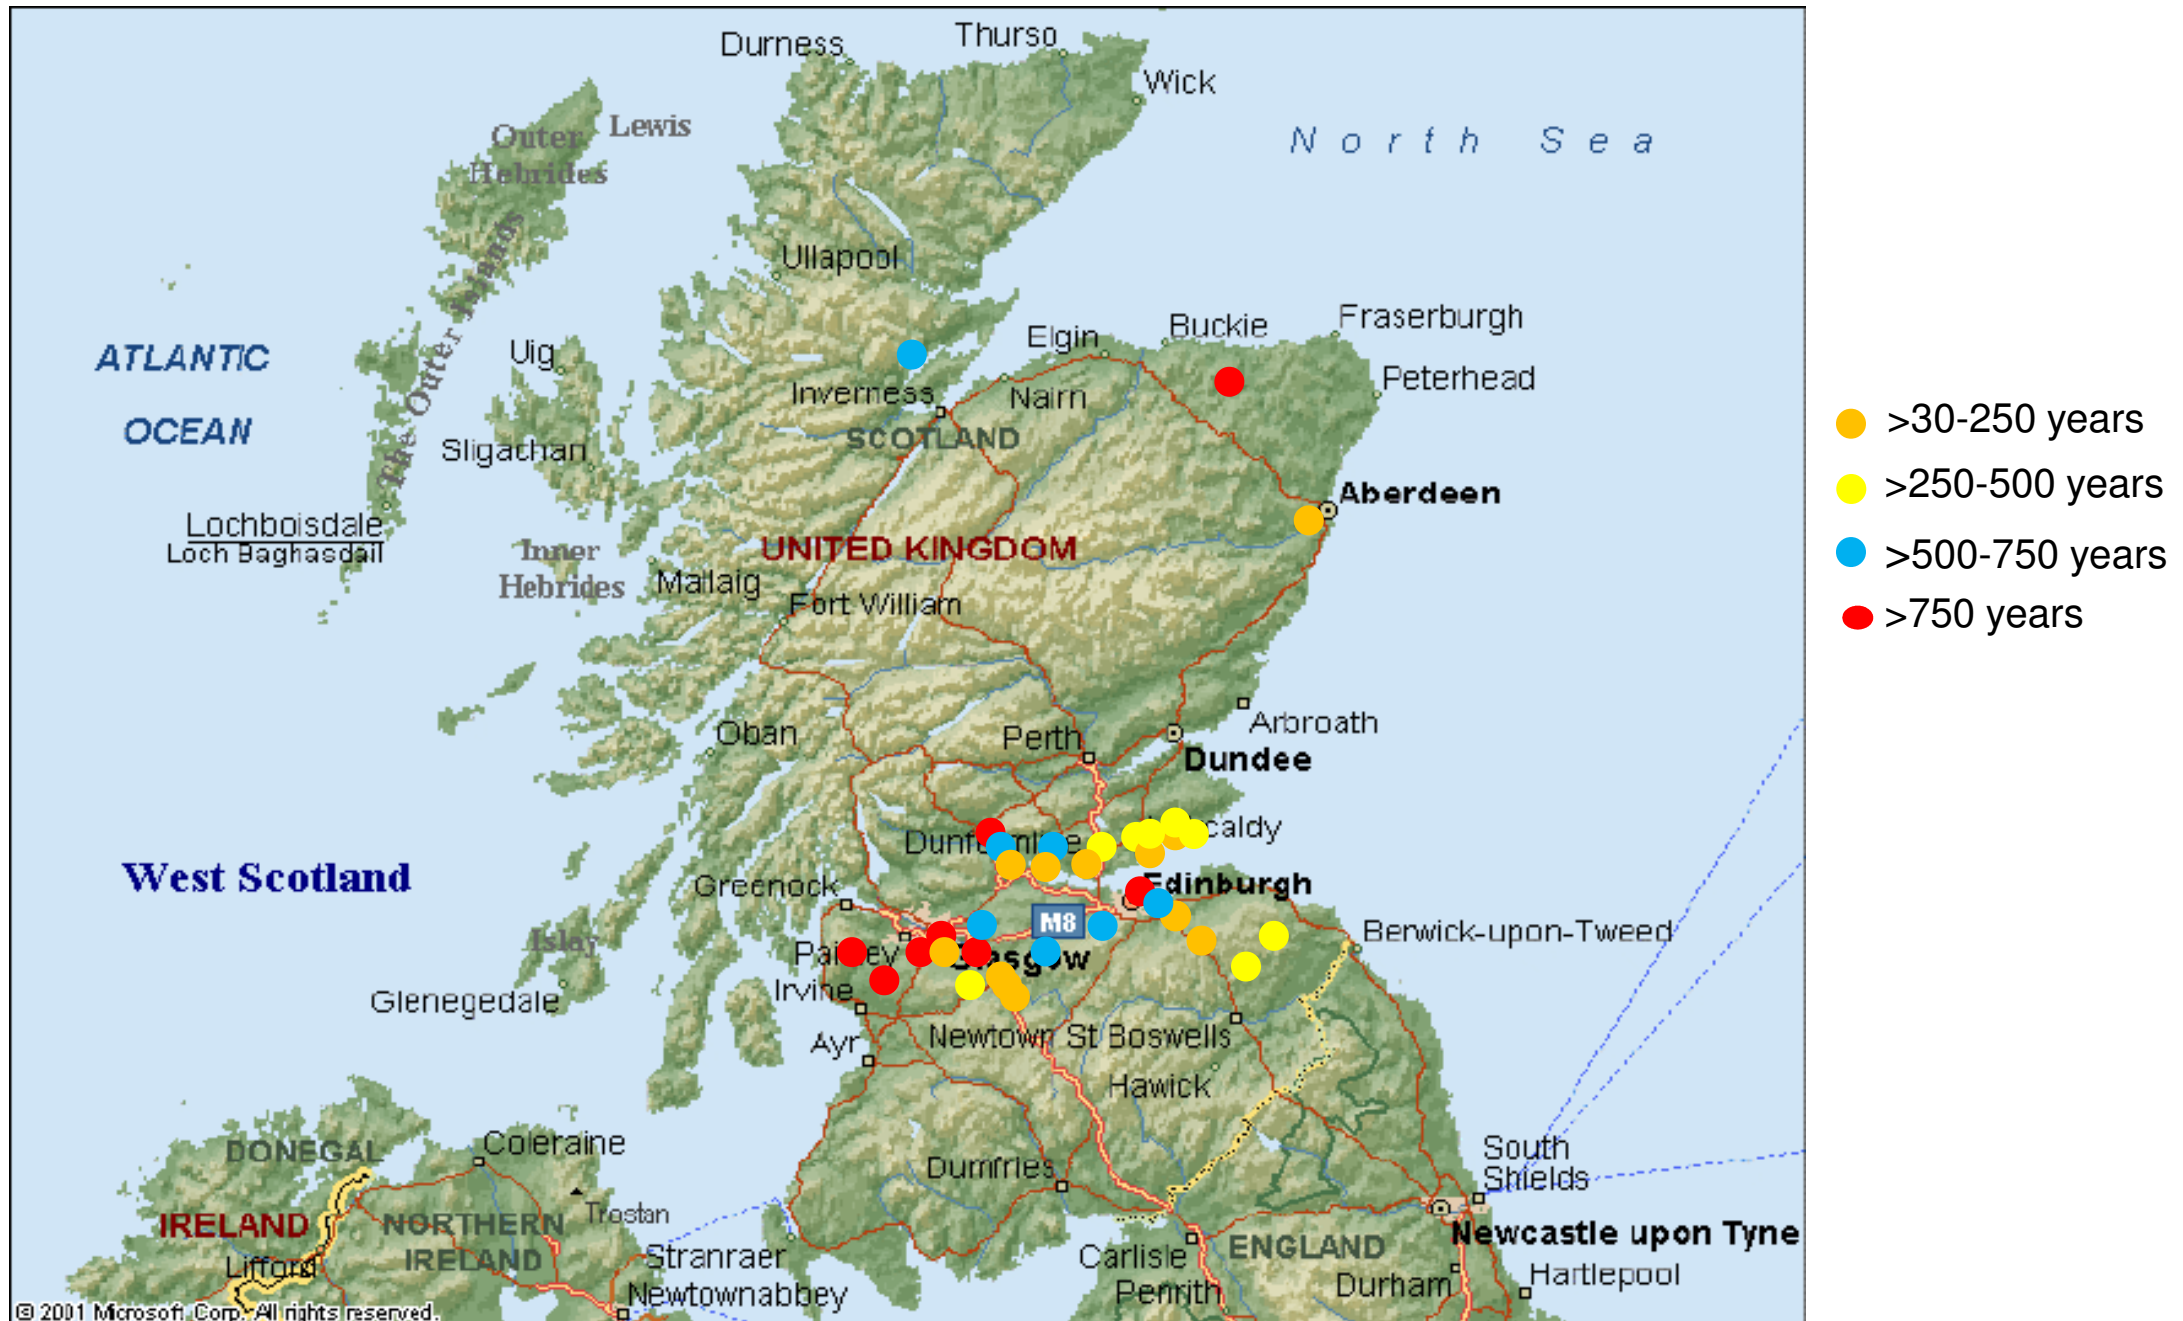 Durness
Thurso
Wick
Outer
Hebrides
Lewis
North Sea
The Outer Islands
Ullapool
ATLANTIC
OCEAN
Uig
Elgin
Buckie
Fraserburgh
Inverness
Nairn
Peterhead
SCOTLAND
Sligachan
Aberdeen
Lochboisdale
Loch Baghasdail
Inner
Hebrides
UNITED KINGDOM
Mallaig
Fort William
Oban
Perth
Arbroath
Dundee
West Scotland
Greenock
Edinburgh
M8
Islay
Berwick-upon-Tweed
Glenegedale
Irvine
Ayr
Newtown St Boswells
Hawick
DONEGAL
Coleraine
Dumfries
South
Shields
IRELAND
NORTHERN
IRELAND
Trostan
Newcastle upon Tyne
Lifford
Stranraer
Carlisle
ENGLAND
Newtownabbey
Penrith
Durham
Hartlepool
© 2001 Microsoft Corp. All rights reserved.
>30-250 years
>250-500 years
>500-750 years
>750 years